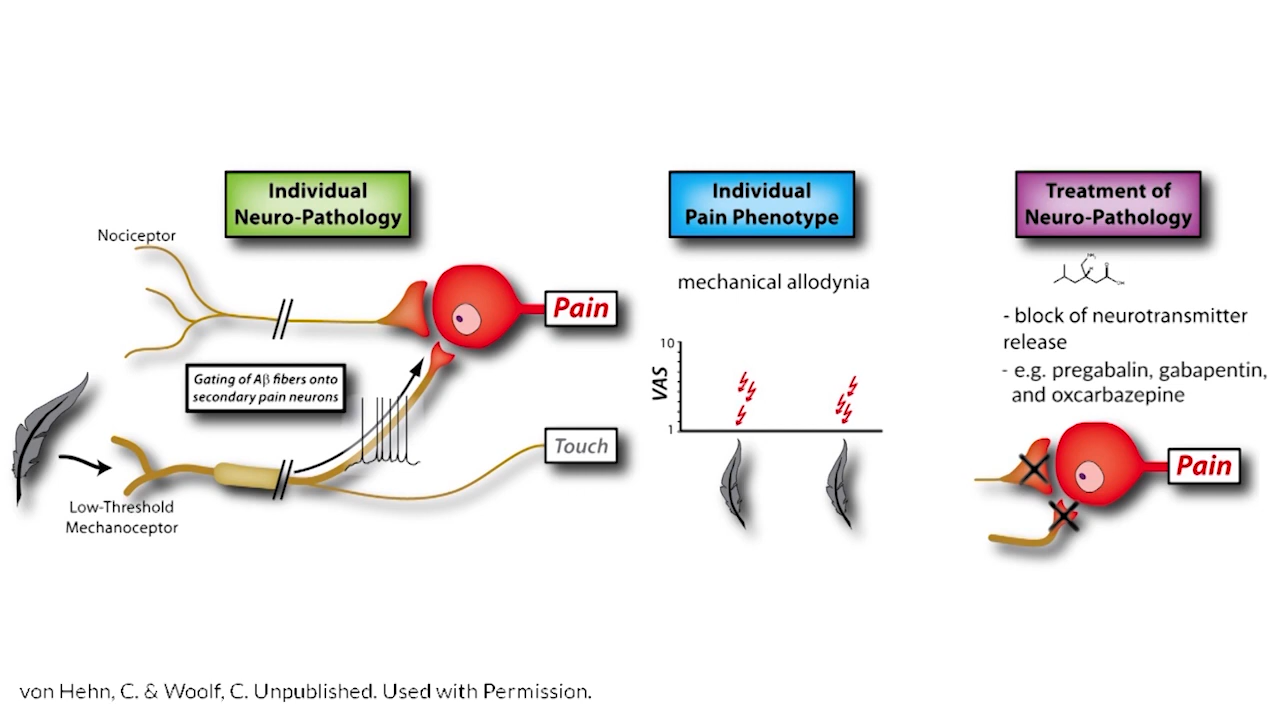 Individual
Neuro-Pathology
Nociceptor
Pain
Gating of Aβ fibers onto
secondary pain neurons
Touch
Low-Threshold
Mechanoceptor
Individual
Pain Phenotype
mechanical allodynia
10
VAS
1
Treatment of
Neuro-Pathology
NH₂
O
OH
- block of neurotransmitter
release
- e.g. pregabalin, gabapentin,
and oxcarbazepine
Pain
von Hehn, C. & Woolf, C. Unpublished. Used with Permission.